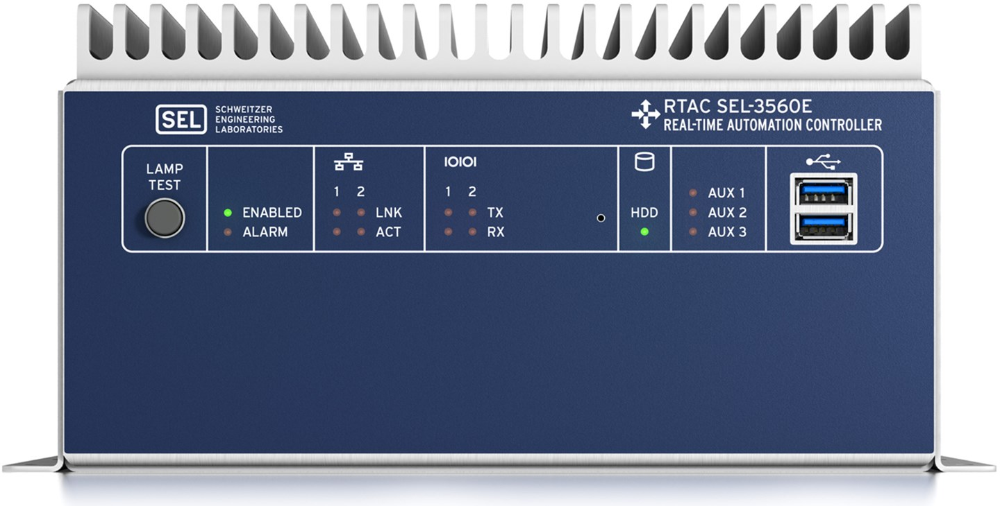 SEL SCHWEITZER
ENGINEERING
LABORATORIES
RTAC SEL-3560E
REAL-TIME AUTOMATION CONTROLLER
LAMP
TEST
ENABLED
ALARM
1 2
LNK
ACT
IOIOI
1 2
TX
RX
HDD
AUX 1
AUX 2
AUX 3